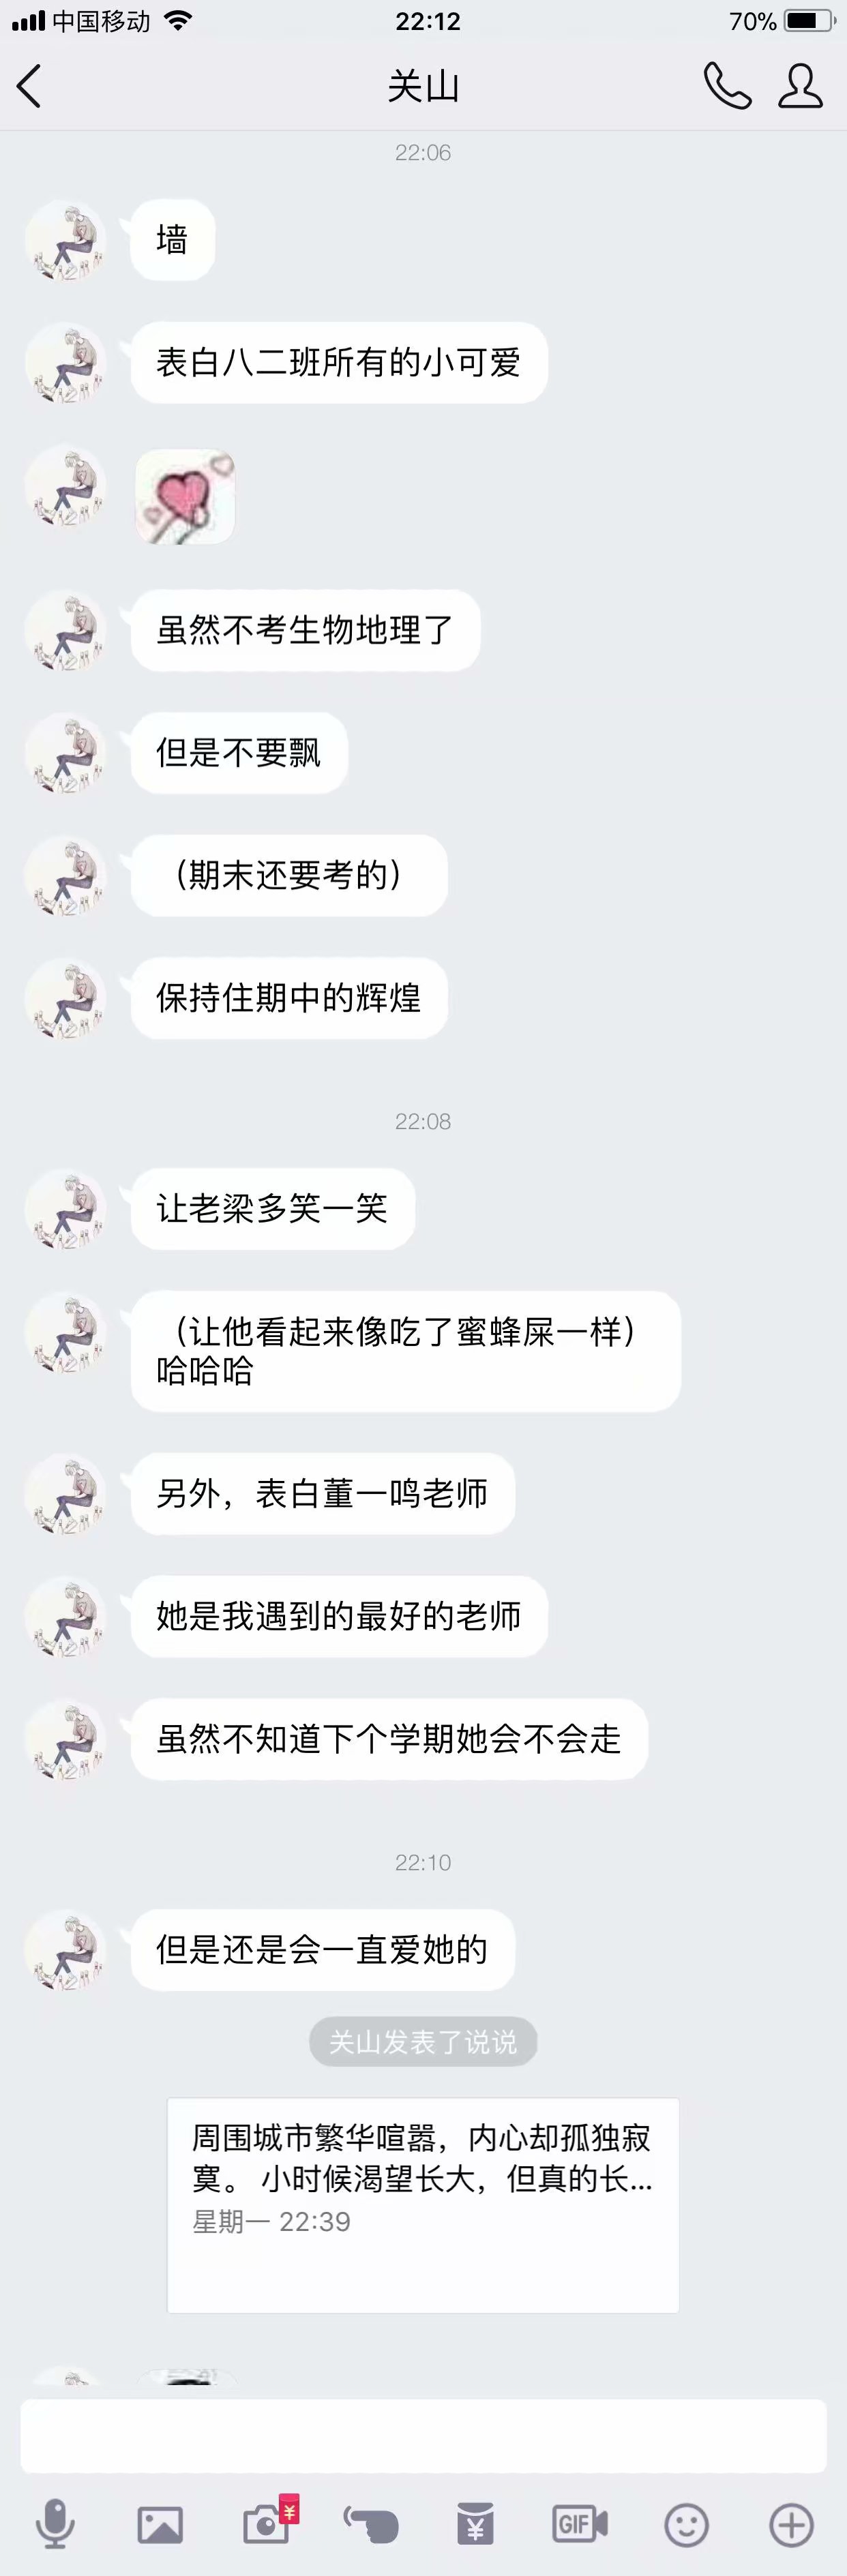 中国移动 22:12 70%
关山
22:06
墙
表白八二班所有的小可爱
虽然不考生物地理了
但是不要飘
（期末还要考的）
保持住期中的辉煌
22:08
让老梁多笑一笑
（让他看起来像吃了蜜蜂屎一样）
哈哈哈
另外，表白董一鸣老师
她是我遇到的最好的老师
虽然不知道下个学期她会不会走
22:10
但是还是会一直爱她的
关山发表了说说
周围城市繁华喧嚣，内心却孤独寂
寞。 小时候渴望长大，但真的长...
星期一 22:39
¥
¥
GIF